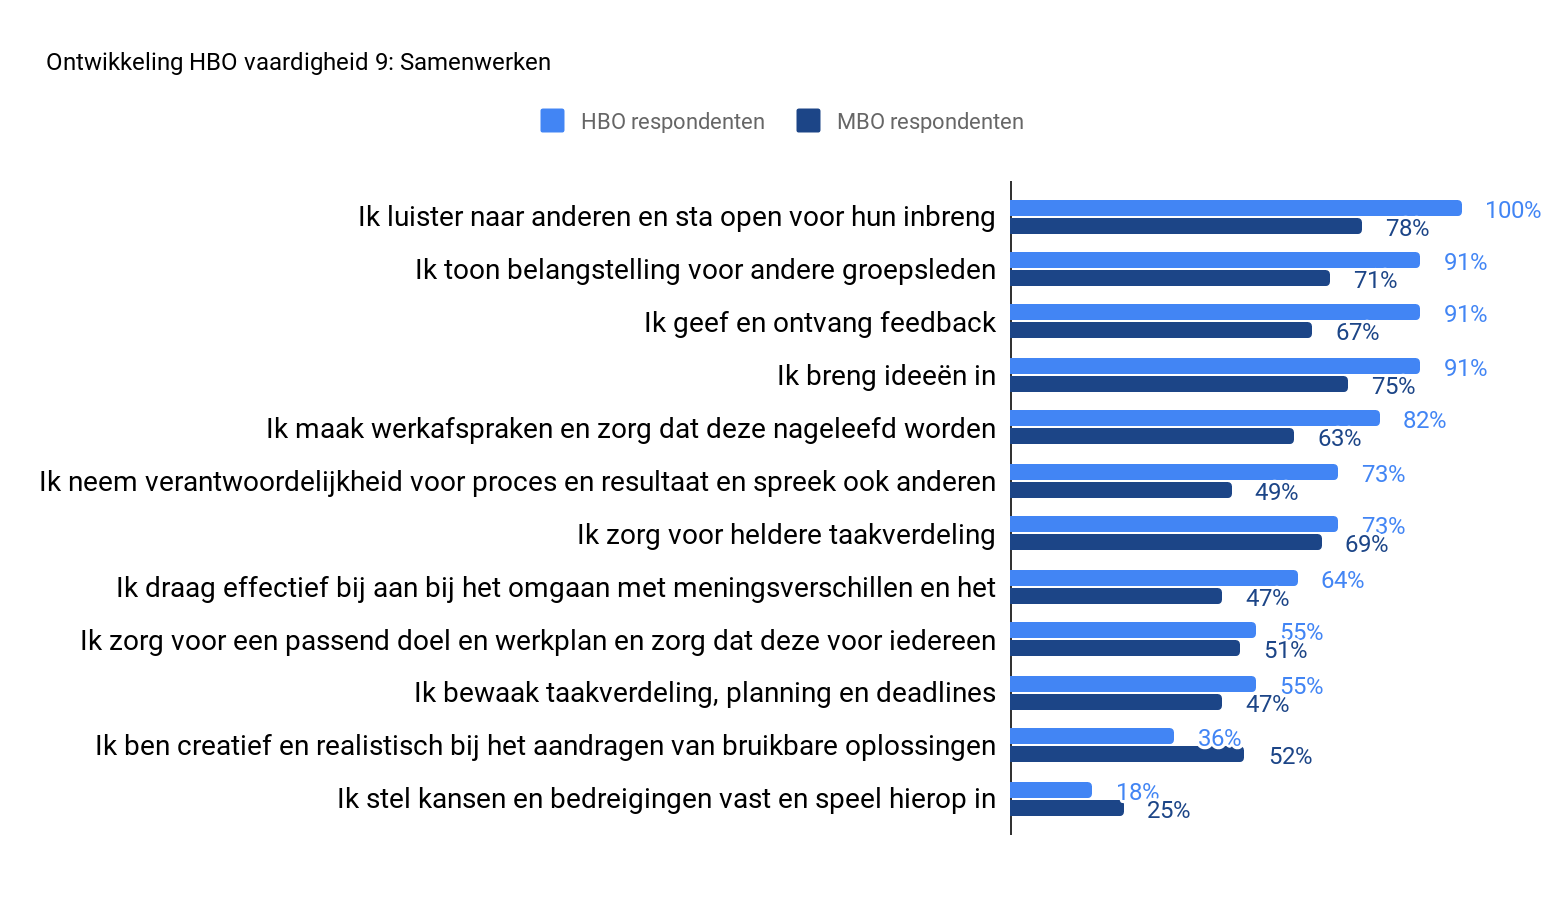 Ontwikkeling HBO vaardigheid 9: Samenwerken
HBO respondenten MBO respondenten
Ik luister naar anderen en sta open voor hun inbreng 100% 78%
Ik toon belangstelling voor andere groepsleden 91% 71%
Ik geef en ontvang feedback 91% 67%
Ik breng ideeën in 91% 75%
Ik maak werkafspraken en zorg dat deze nageleefd worden 82% 63%
Ik neem verantwoordelijkheid voor proces en resultaat en spreek ook anderen 73% 49%
Ik zorg voor heldere taakverdeling 73% 69%
Ik draag effectief bij aan bij het omgaan met meningsverschillen en het 64% 47%
Ik zorg voor een passend doel en werkplan en zorg dat deze voor iedereen 55% 51%
Ik bewaak taakverdeling, planning en deadlines 55% 47%
Ik ben creatief en realistisch bij het aandragen van bruikbare oplossingen 36% 52%
Ik stel kansen en bedreigingen vast en speel hierop in 18% 25%